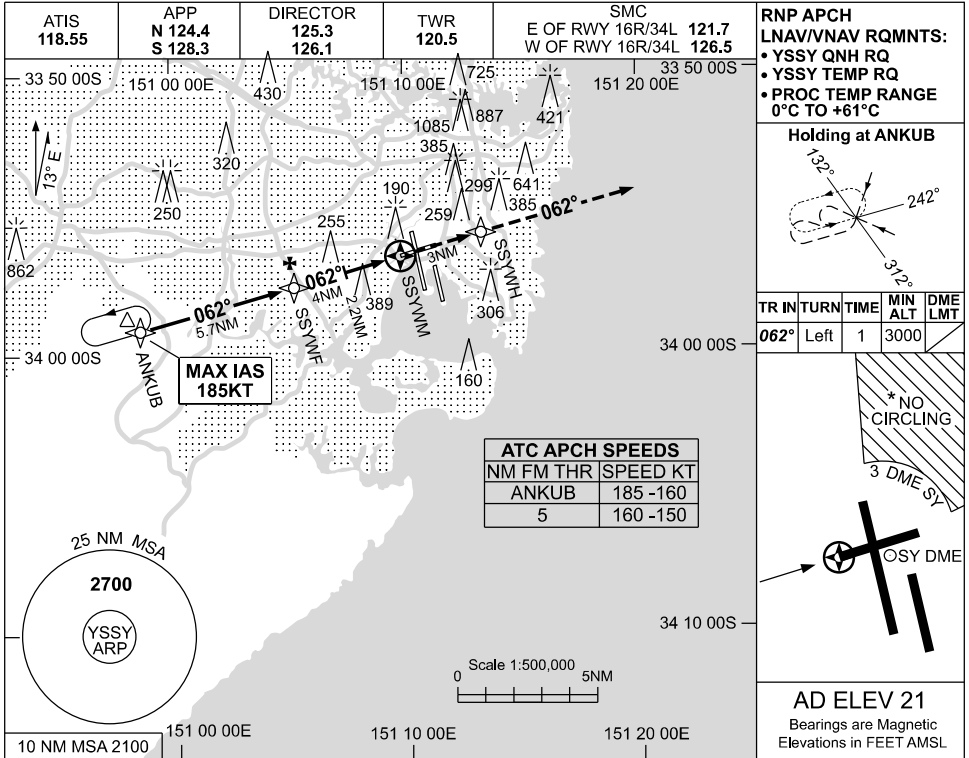 ATIS
118.55
APP
N 124.4
S 128.3
DIRECTOR
125.3
126.1
TWR
120.5
SMC
E OF RWY 16R/34L 121.7
W OF RWY 16R/34L 126.5
RNP APCH
LNAV/VNAV RQMNTS:
• YSSY QNH RQ
• YSSY TEMP RQ
• PROC TEMP RANGE
0°C TO +61°C
33 50 00S
151 00 00E
430
151 10 00E
725
151 20 00E
33 50 00S
1085
887
421
320
385
13° E
250
190
299
641
385
259
255
862
062°
5.7NM
062°
4NM
2.2NM
389
3NM
062°
306
160
ANKUB
SSYWF
SSYWM
SSYWH
34 00 00S
34 00 00S
MAX IAS
185KT
Holding at ANKUB
132°
242°
312°
TR IN TURN TIME MIN ALT DME LMT
062° Left 1 3000
ATC APCH SPEEDS
NM FM THR SPEED KT
ANKUB 185 -160
5 160 -150
* NO
CIRCLING
3 DME SY
SY DME
25 NM MSA
2700
YSSY
ARP
34 10 00S
Scale 1:500,000
0 5NM
10 NM MSA 2100
151 00 00E
151 10 00E
151 20 00E
AD ELEV 21
Bearings are Magnetic
Elevations in FEET AMSL